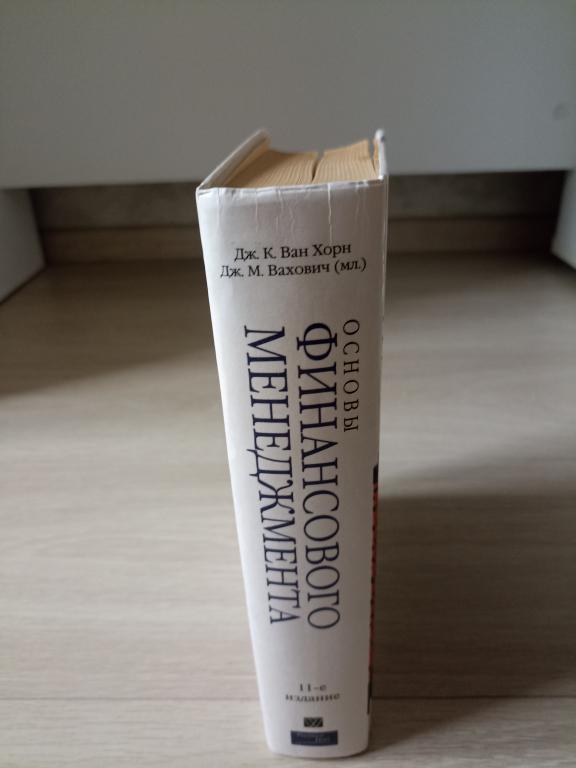 Дж. К. Ван Хорн
Дж. М. Вахович (мл.)
ОСНОВЫ
ФИНАНСОВОГО
МЕНЕДЖМЕНТА
11-е
издание